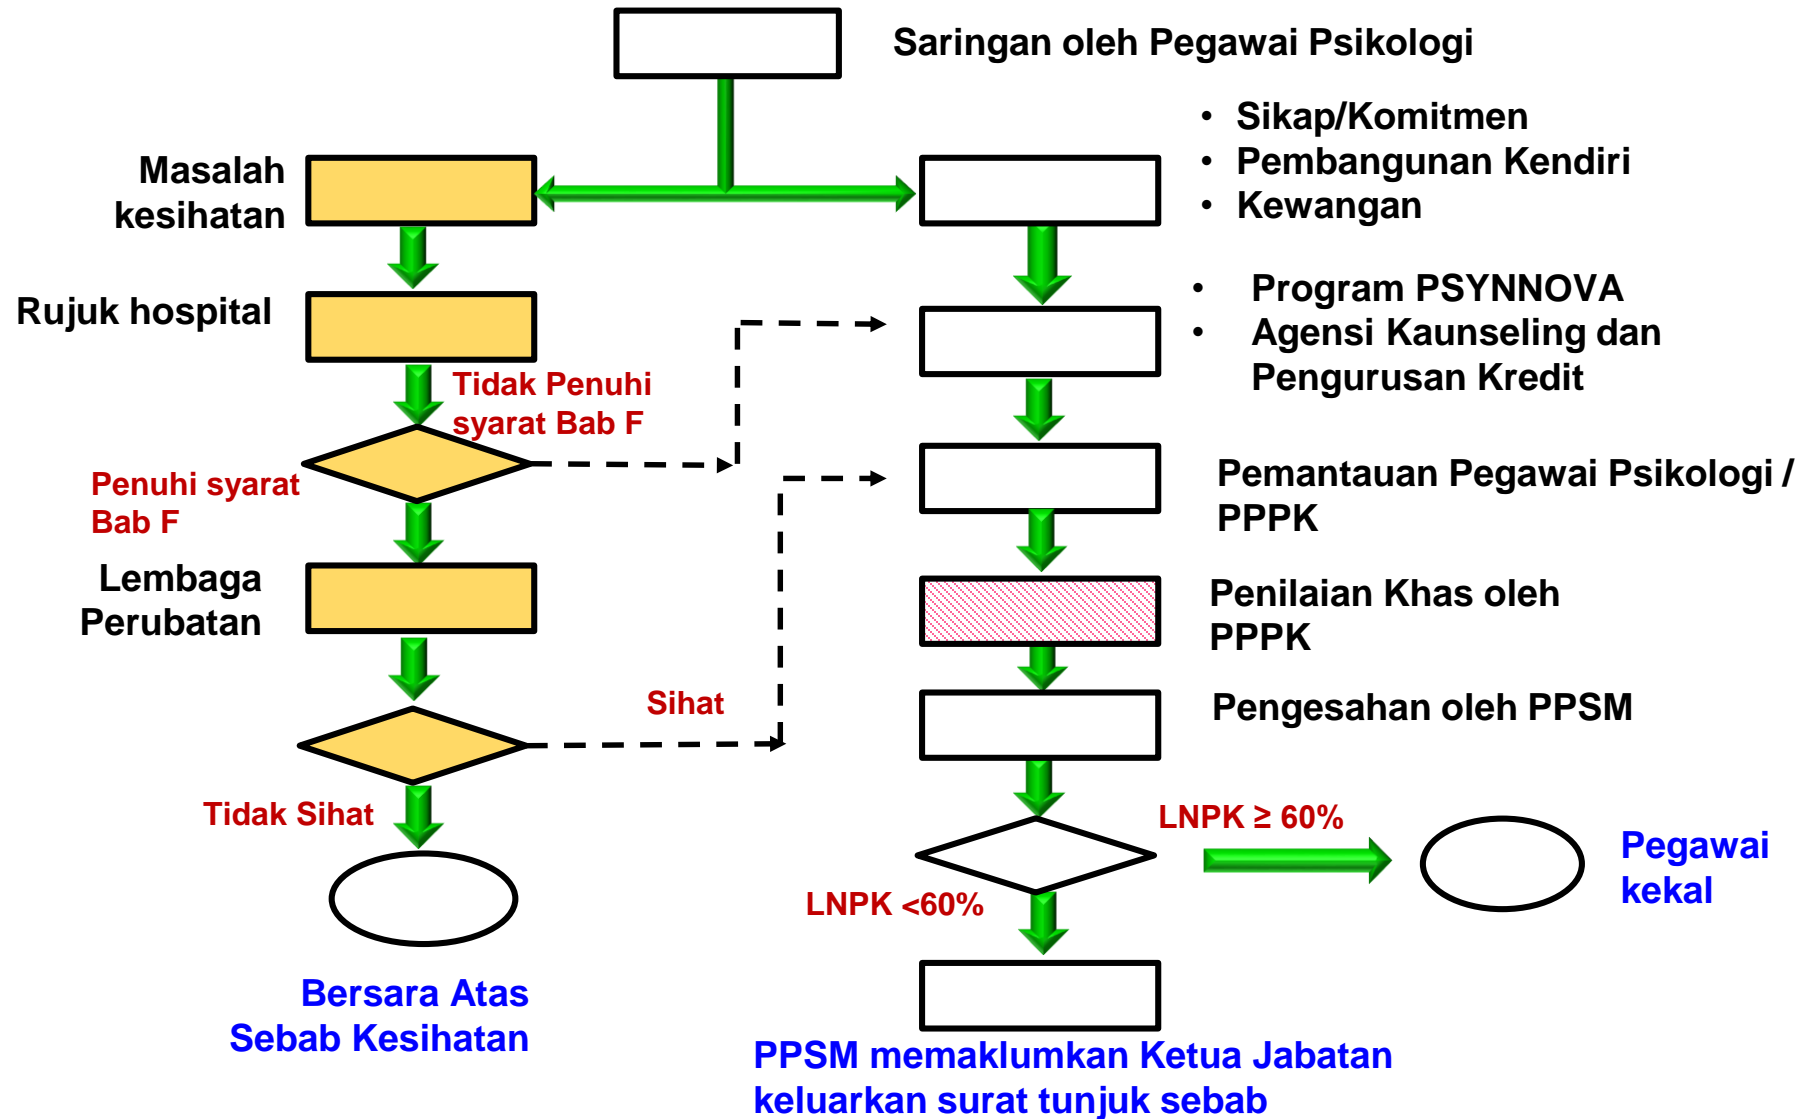 Saringan oleh Pegawai Psikologi
• Sikap/Komitmen
• Pembangunan Kendiri
• Kewangan
Masalah
kesihatan
Rujuk hospital
• Program PSYNNOVA
• Agensi Kaunseling dan
Pengurusan Kredit
Tidak Penuhi
syarat Bab F
Penuhi syarat
Bab F
Pemantauan Pegawai Psikologi /
PPPK
Lembaga
Perubatan
Penilaian Khas oleh
PPPK
Sihat
Pengesahan oleh PPSM
Tidak Sihat
LNPK ≥ 60%
Pegawai
kekal
LNPK <60%
Bersara Atas
Sebab Kesihatan
PPSM memaklumkan Ketua Jabatan
keluarkan surat tunjuk sebab